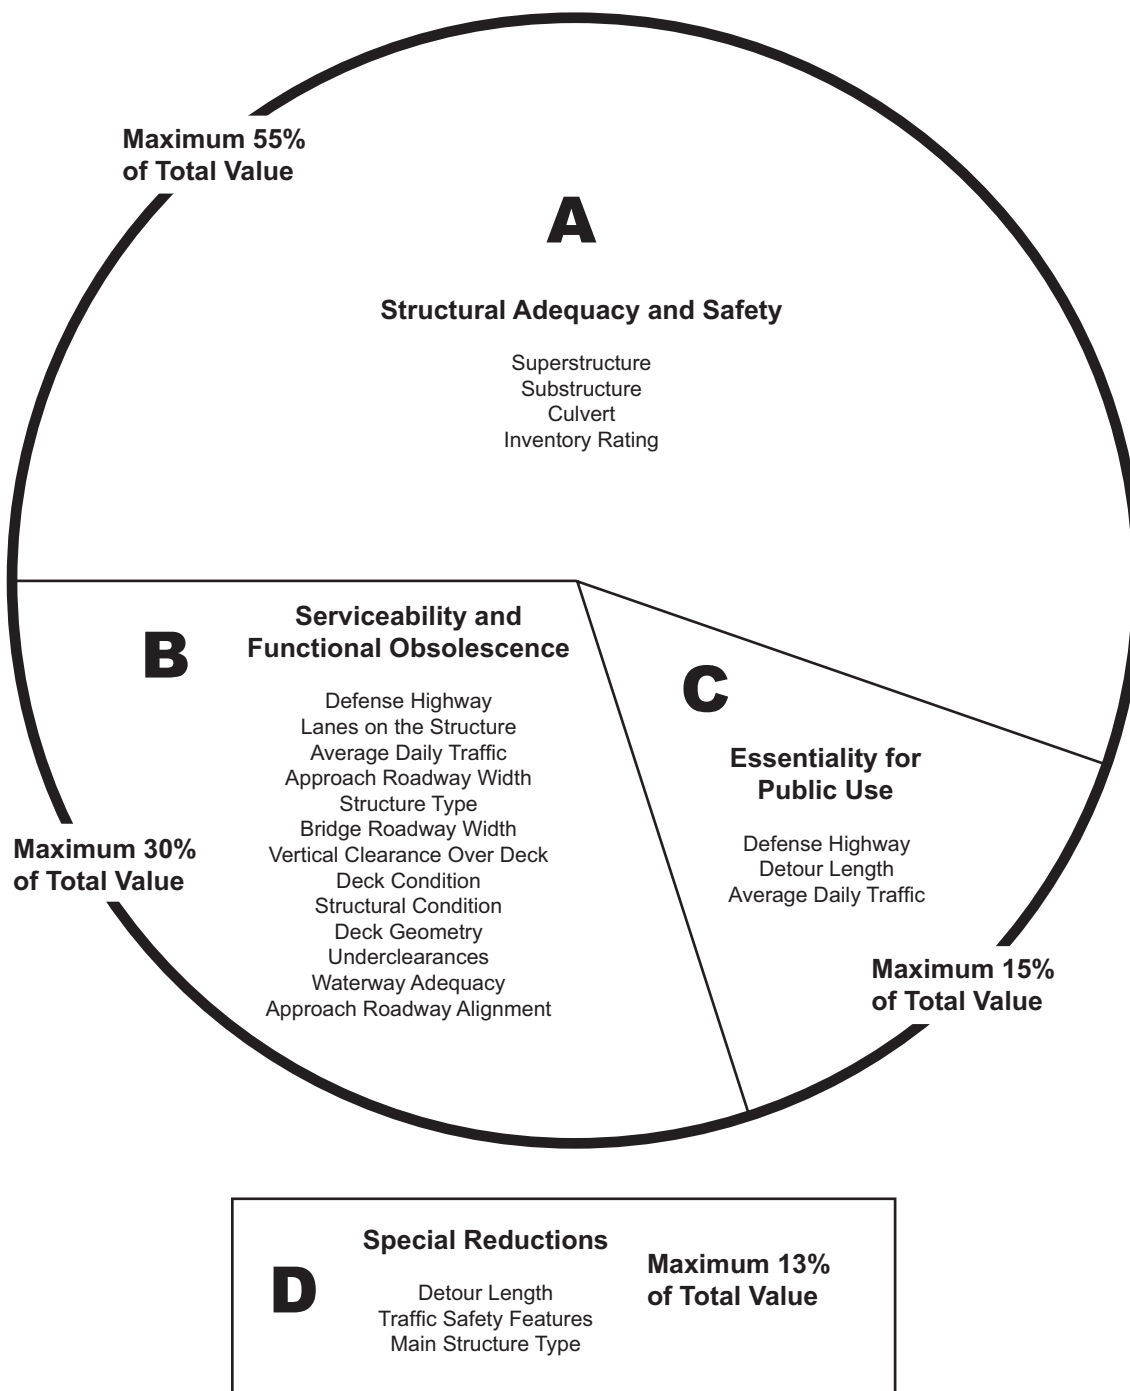 Maximum 55%
of Total Value
A
Structural Adequacy and Safety
Superstructure
Substructure
Culvert
Inventory Rating
B
Serviceability and
Functional Obsolescence
Defense Highway
Lanes on the Structure
Average Daily Traffic
Approach Roadway Width
Structure Type
Bridge Roadway Width
Vertical Clearance Over Deck
Deck Condition
Structural Condition
Deck Geometry
Underclearances
Waterway Adequacy
Approach Roadway Alignment
Maximum 30%
of Total Value
C
Essentiality for
Public Use
Defense Highway
Detour Length
Average Daily Traffic
Maximum 15%
of Total Value
D
Special Reductions
Detour Length
Traffic Safety Features
Main Structure Type
Maximum 13%
of Total Value